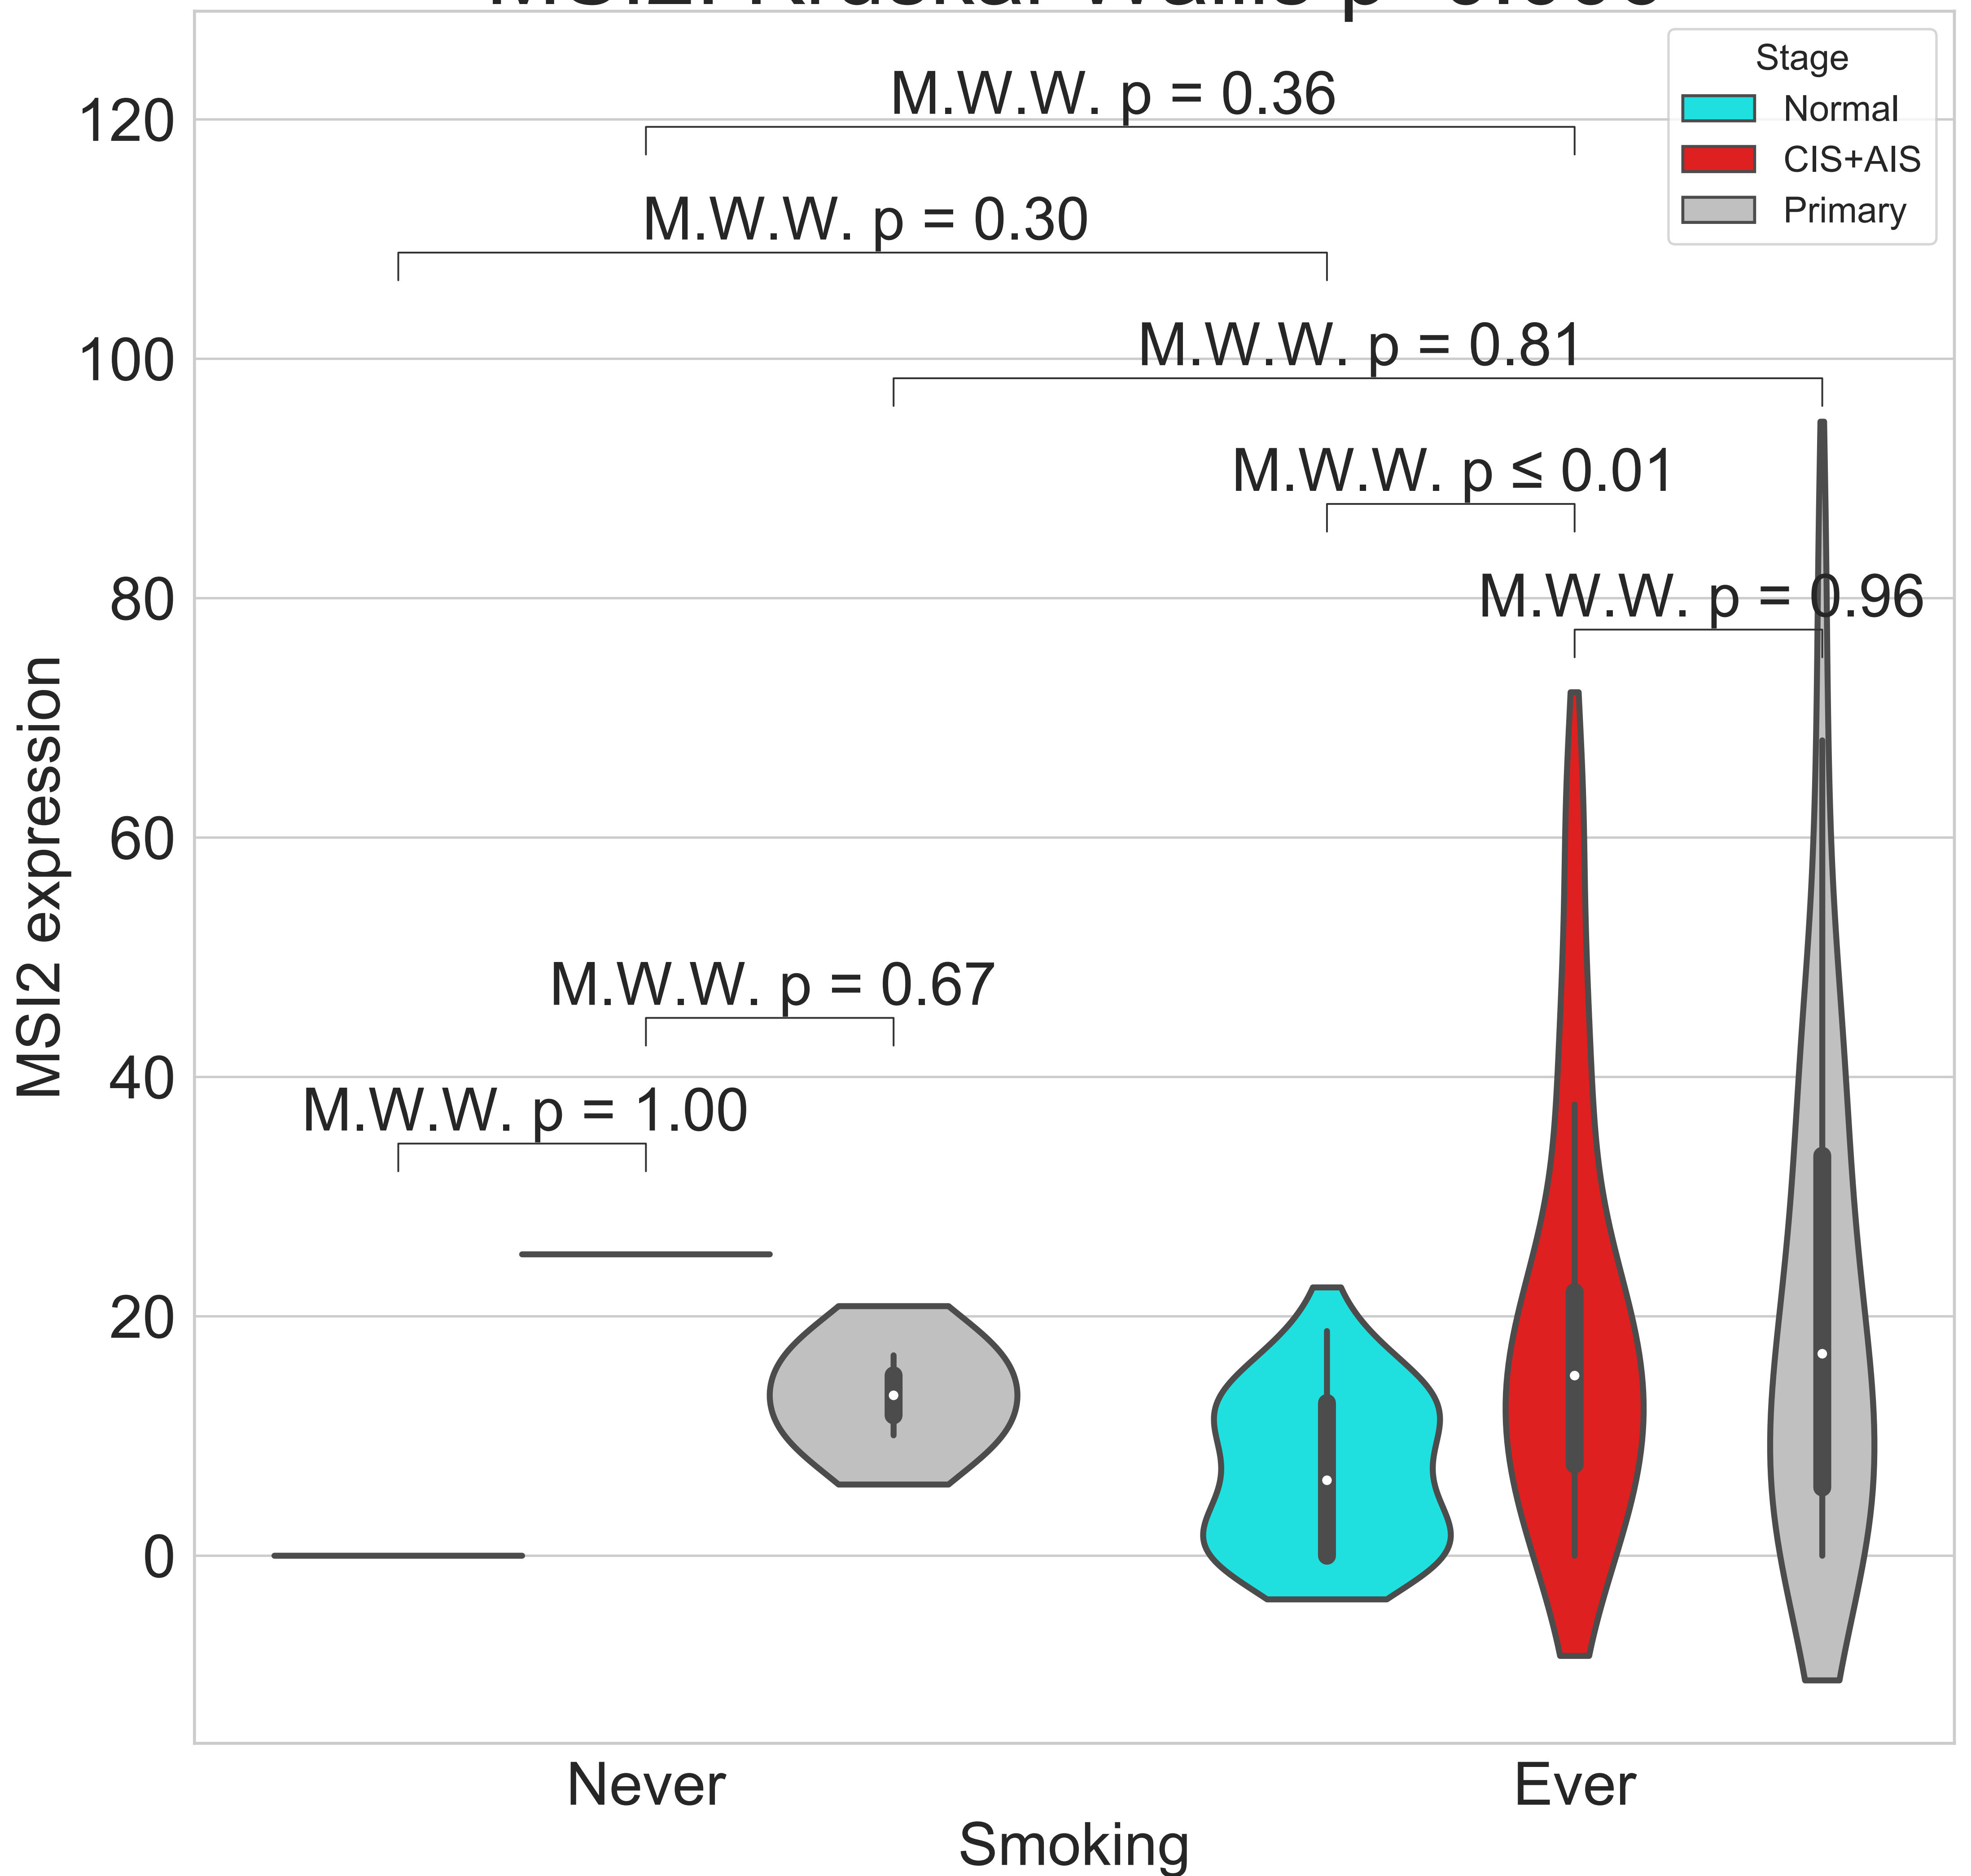 Stage
Normal
CIS+AIS
Primary
M.W.W. p = 0.36
M.W.W. p = 0.30
M.W.W. p = 0.81
M.W.W. p ≤ 0.01
M.W.W. p = 0.96
M.W.W. p = 0.67
M.W.W. p = 1.00
120
100
80
60
40
20
0
MSI2 expression
Never
Ever
Smoking